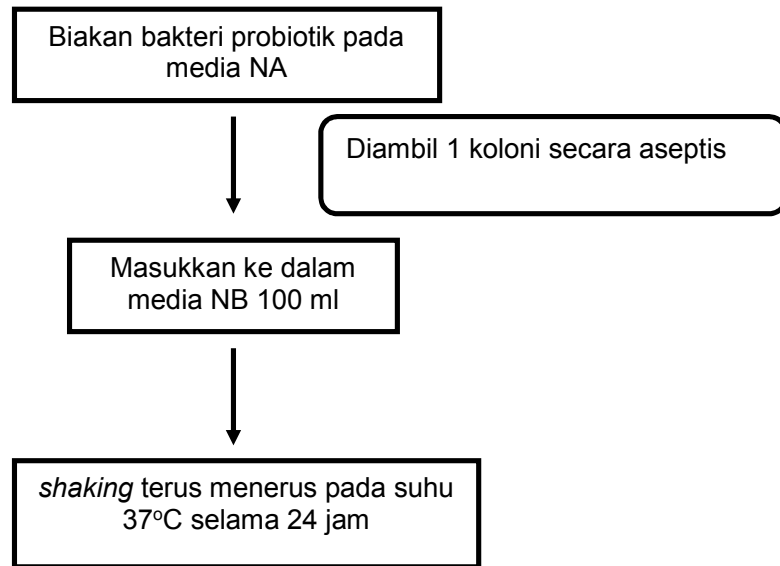 Biakan bakteri probiotik pada
media NA
Diambil 1 koloni secara aseptis
Masukkan ke dalam
media NB 100 ml
shaking terus menerus pada suhu
37°C selama 24 jam